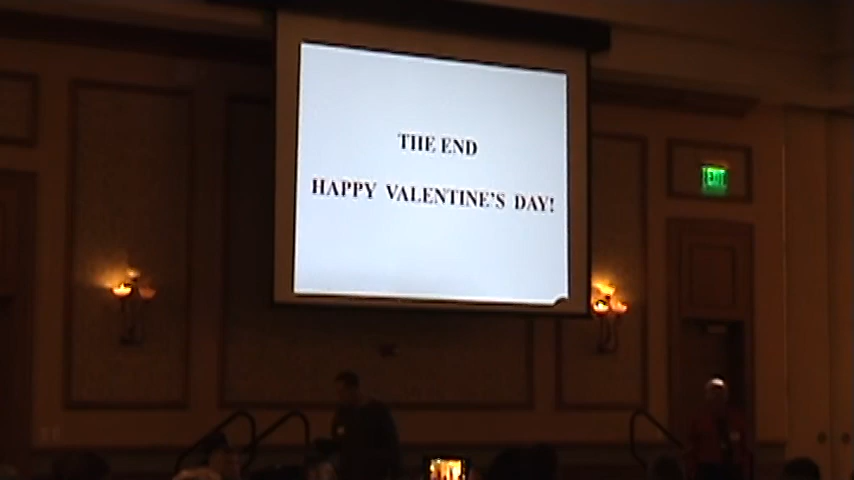 THE END
HAPPY VALENTINE'S DAY!
EXIT